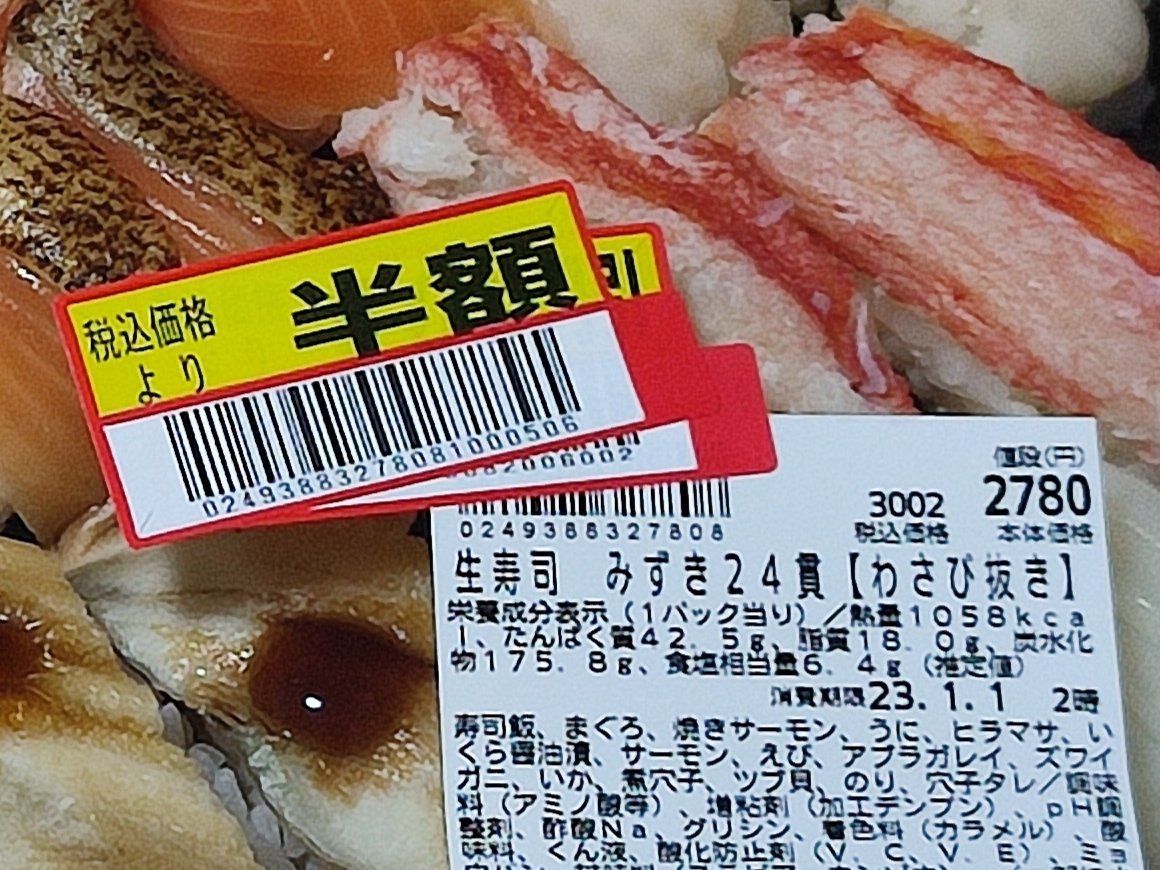 税込価格
より
半額
引
02493883278081000506
082006002
値段(円)
3002 2780
税込価格 本体価格
0249388327808
生寿司 みずき24貫【わさび抜き】
栄養成分表示(1パック当り)/熱量1058kca
l、たんぱく質42.5g、脂質18.0g、炭水化
物175.8g、食塩相当量6.4g(推定値)
消費期限23.1.1 2時
寿司飯、まぐろ、焼きサーモン、うに、ヒラマサ、い
くら醤油漬、サーモン、えび、アブラガレイ、ズワイ
ガニ、いか、煮穴子、ツブ貝、のり、穴子タレ/調味
料(アミノ酸等)、増粘剤(加工デンプン)、pH調
整剤、酢酸Na、グリシン、着色料(カラメル)、酸
味料、くん液、酸化防止剤(V.C、V.E)、ミョ